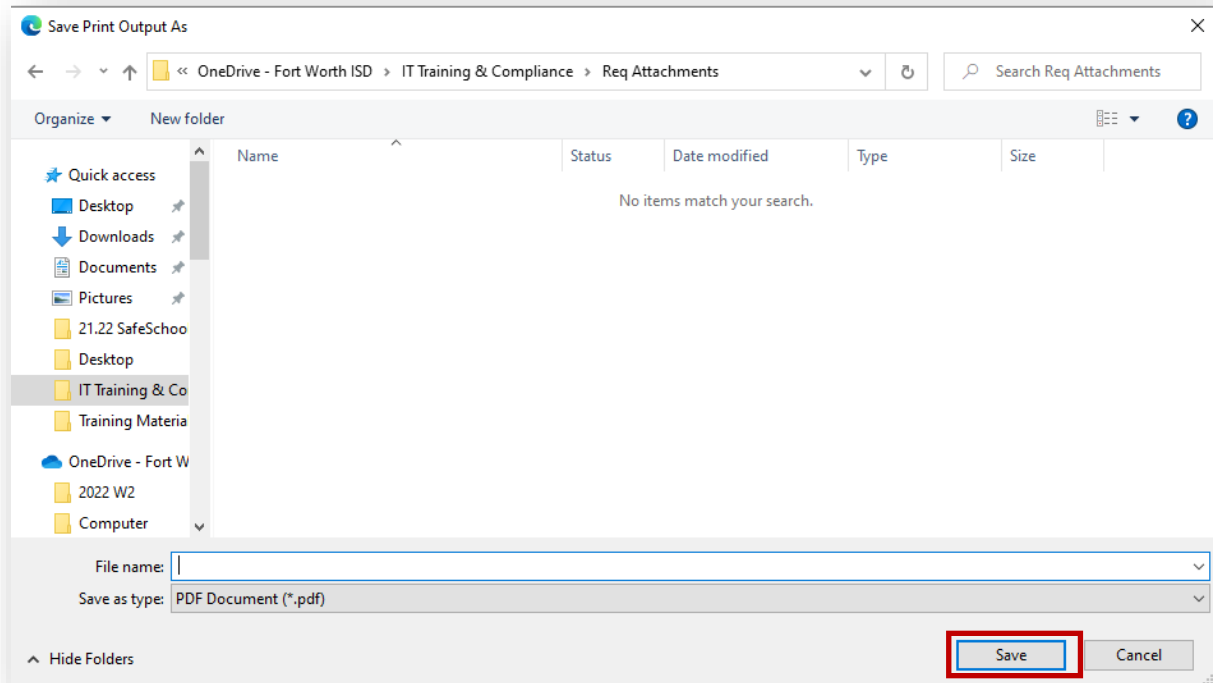 Save Print Output As
« OneDrive - Fort Worth ISD > IT Training & Compliance > Req Attachments
Search Req Attachments
Organize New folder
Name Status Date modified Type Size
No items match your search.
Quick access
Desktop
Downloads
Documents
Pictures
21.22 SafeSchoo
Desktop
IT Training & Co
Training Materia
OneDrive - Fort W
2022 W2
Computer
File name:
Save as type: PDF Document (*.pdf)
Hide Folders
Save Cancel